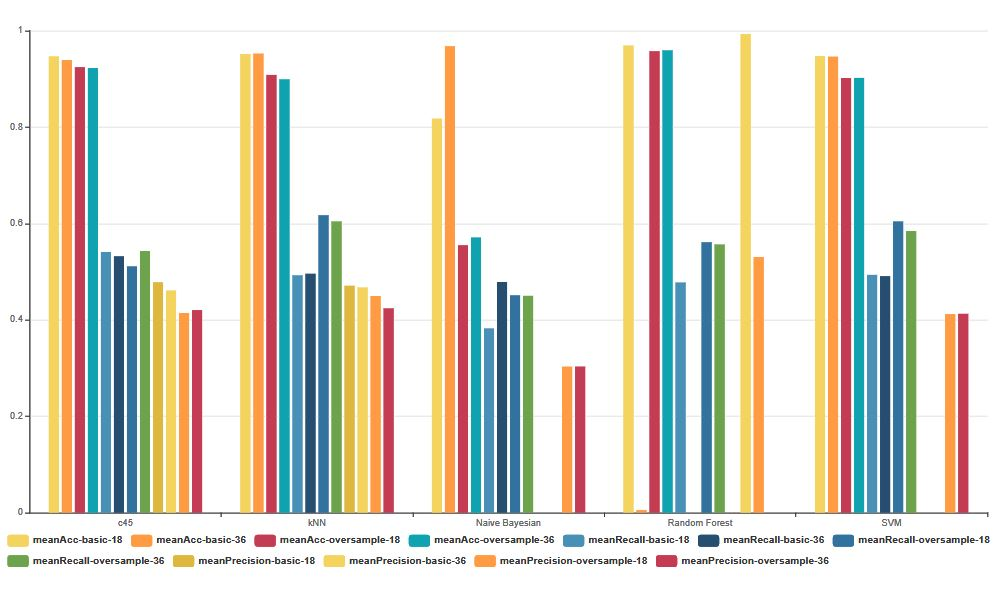 1
0.8
0.6
0.4
0.2
0
c45 kNN Naive Bayesian Random Forest SVM
meanAcc-basic-18 meanAcc-basic-36 meanAcc-oversample-18 meanAcc-oversample-36 meanRecall-basic-18 meanRecall-basic-36 meanRecall-oversample-18
meanRecall-oversample-36 meanPrecision-basic-18 meanPrecision-basic-36 meanPrecision-oversample-18 meanPrecision-oversample-36